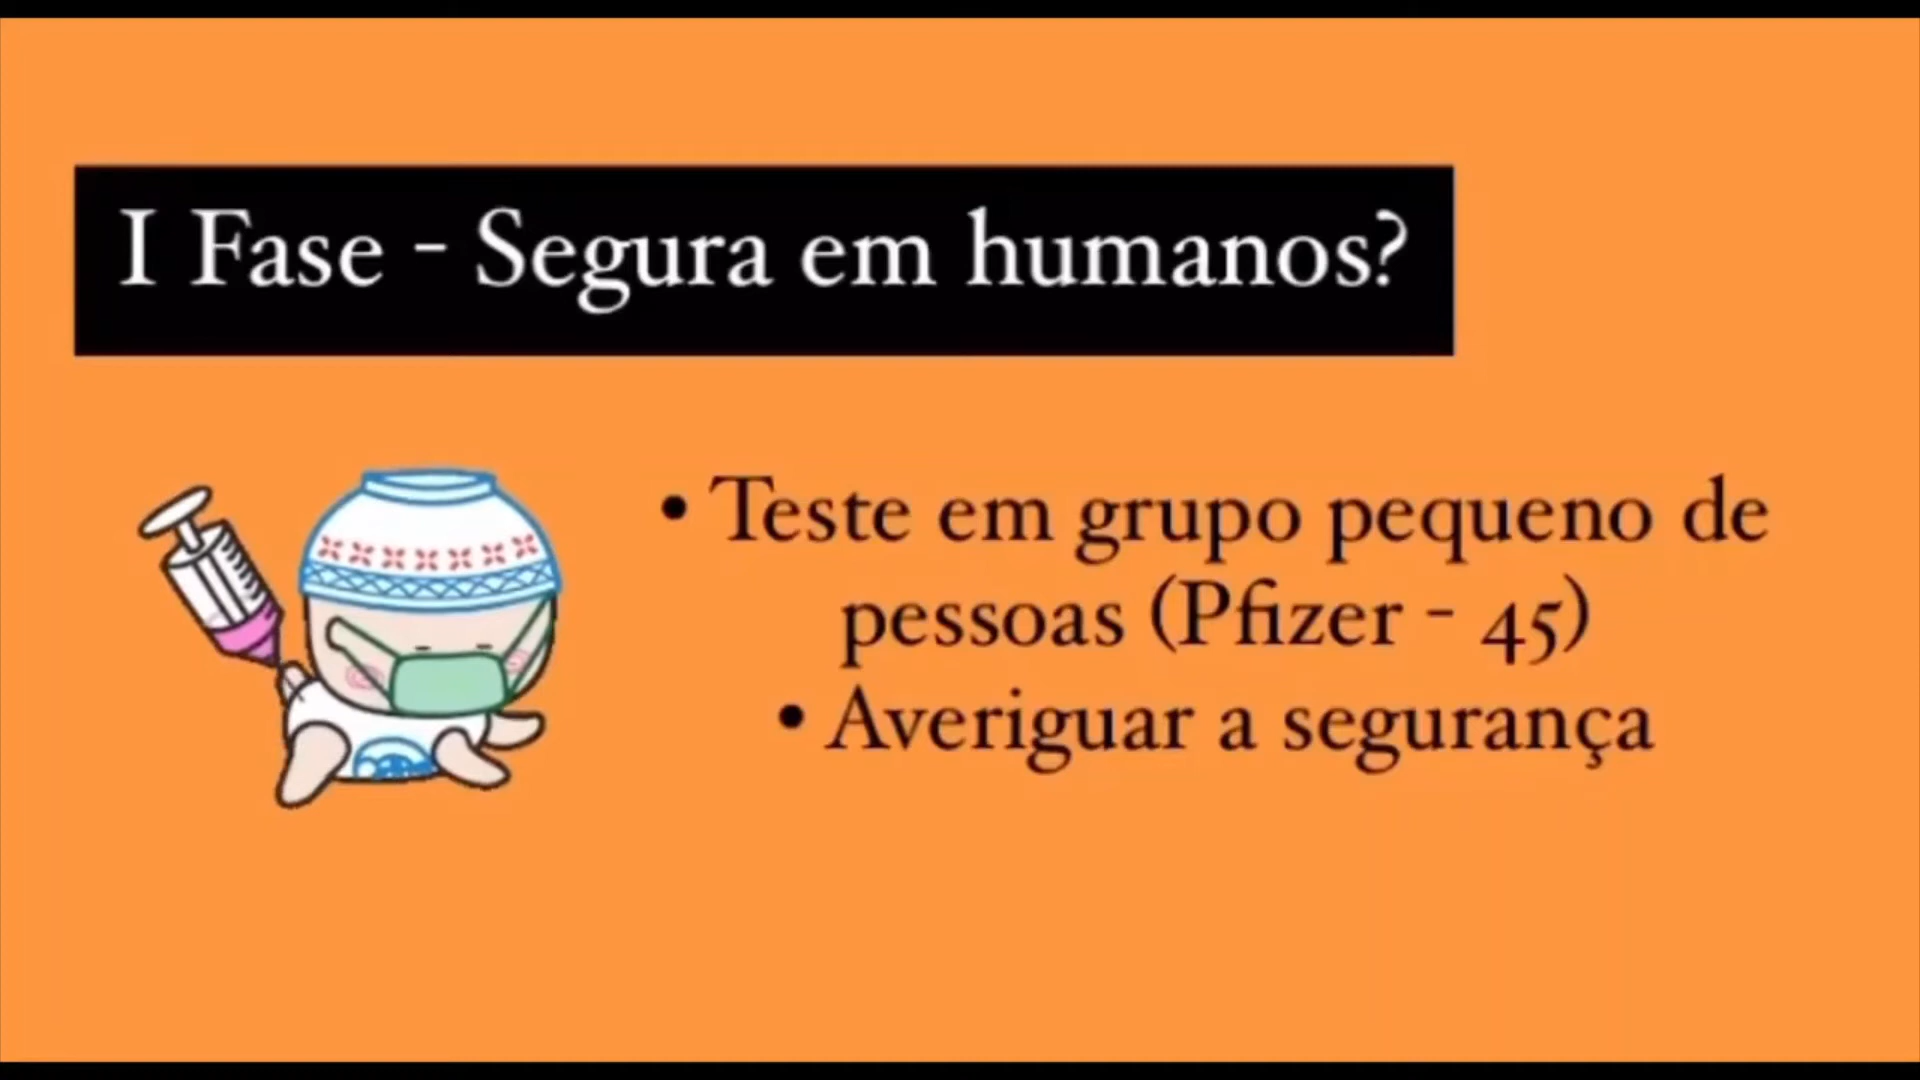 I Fase - Segura em humanos?
• Teste em grupo pequeno de
pessoas (Pfizer - 45)
• Averiguar a segurança